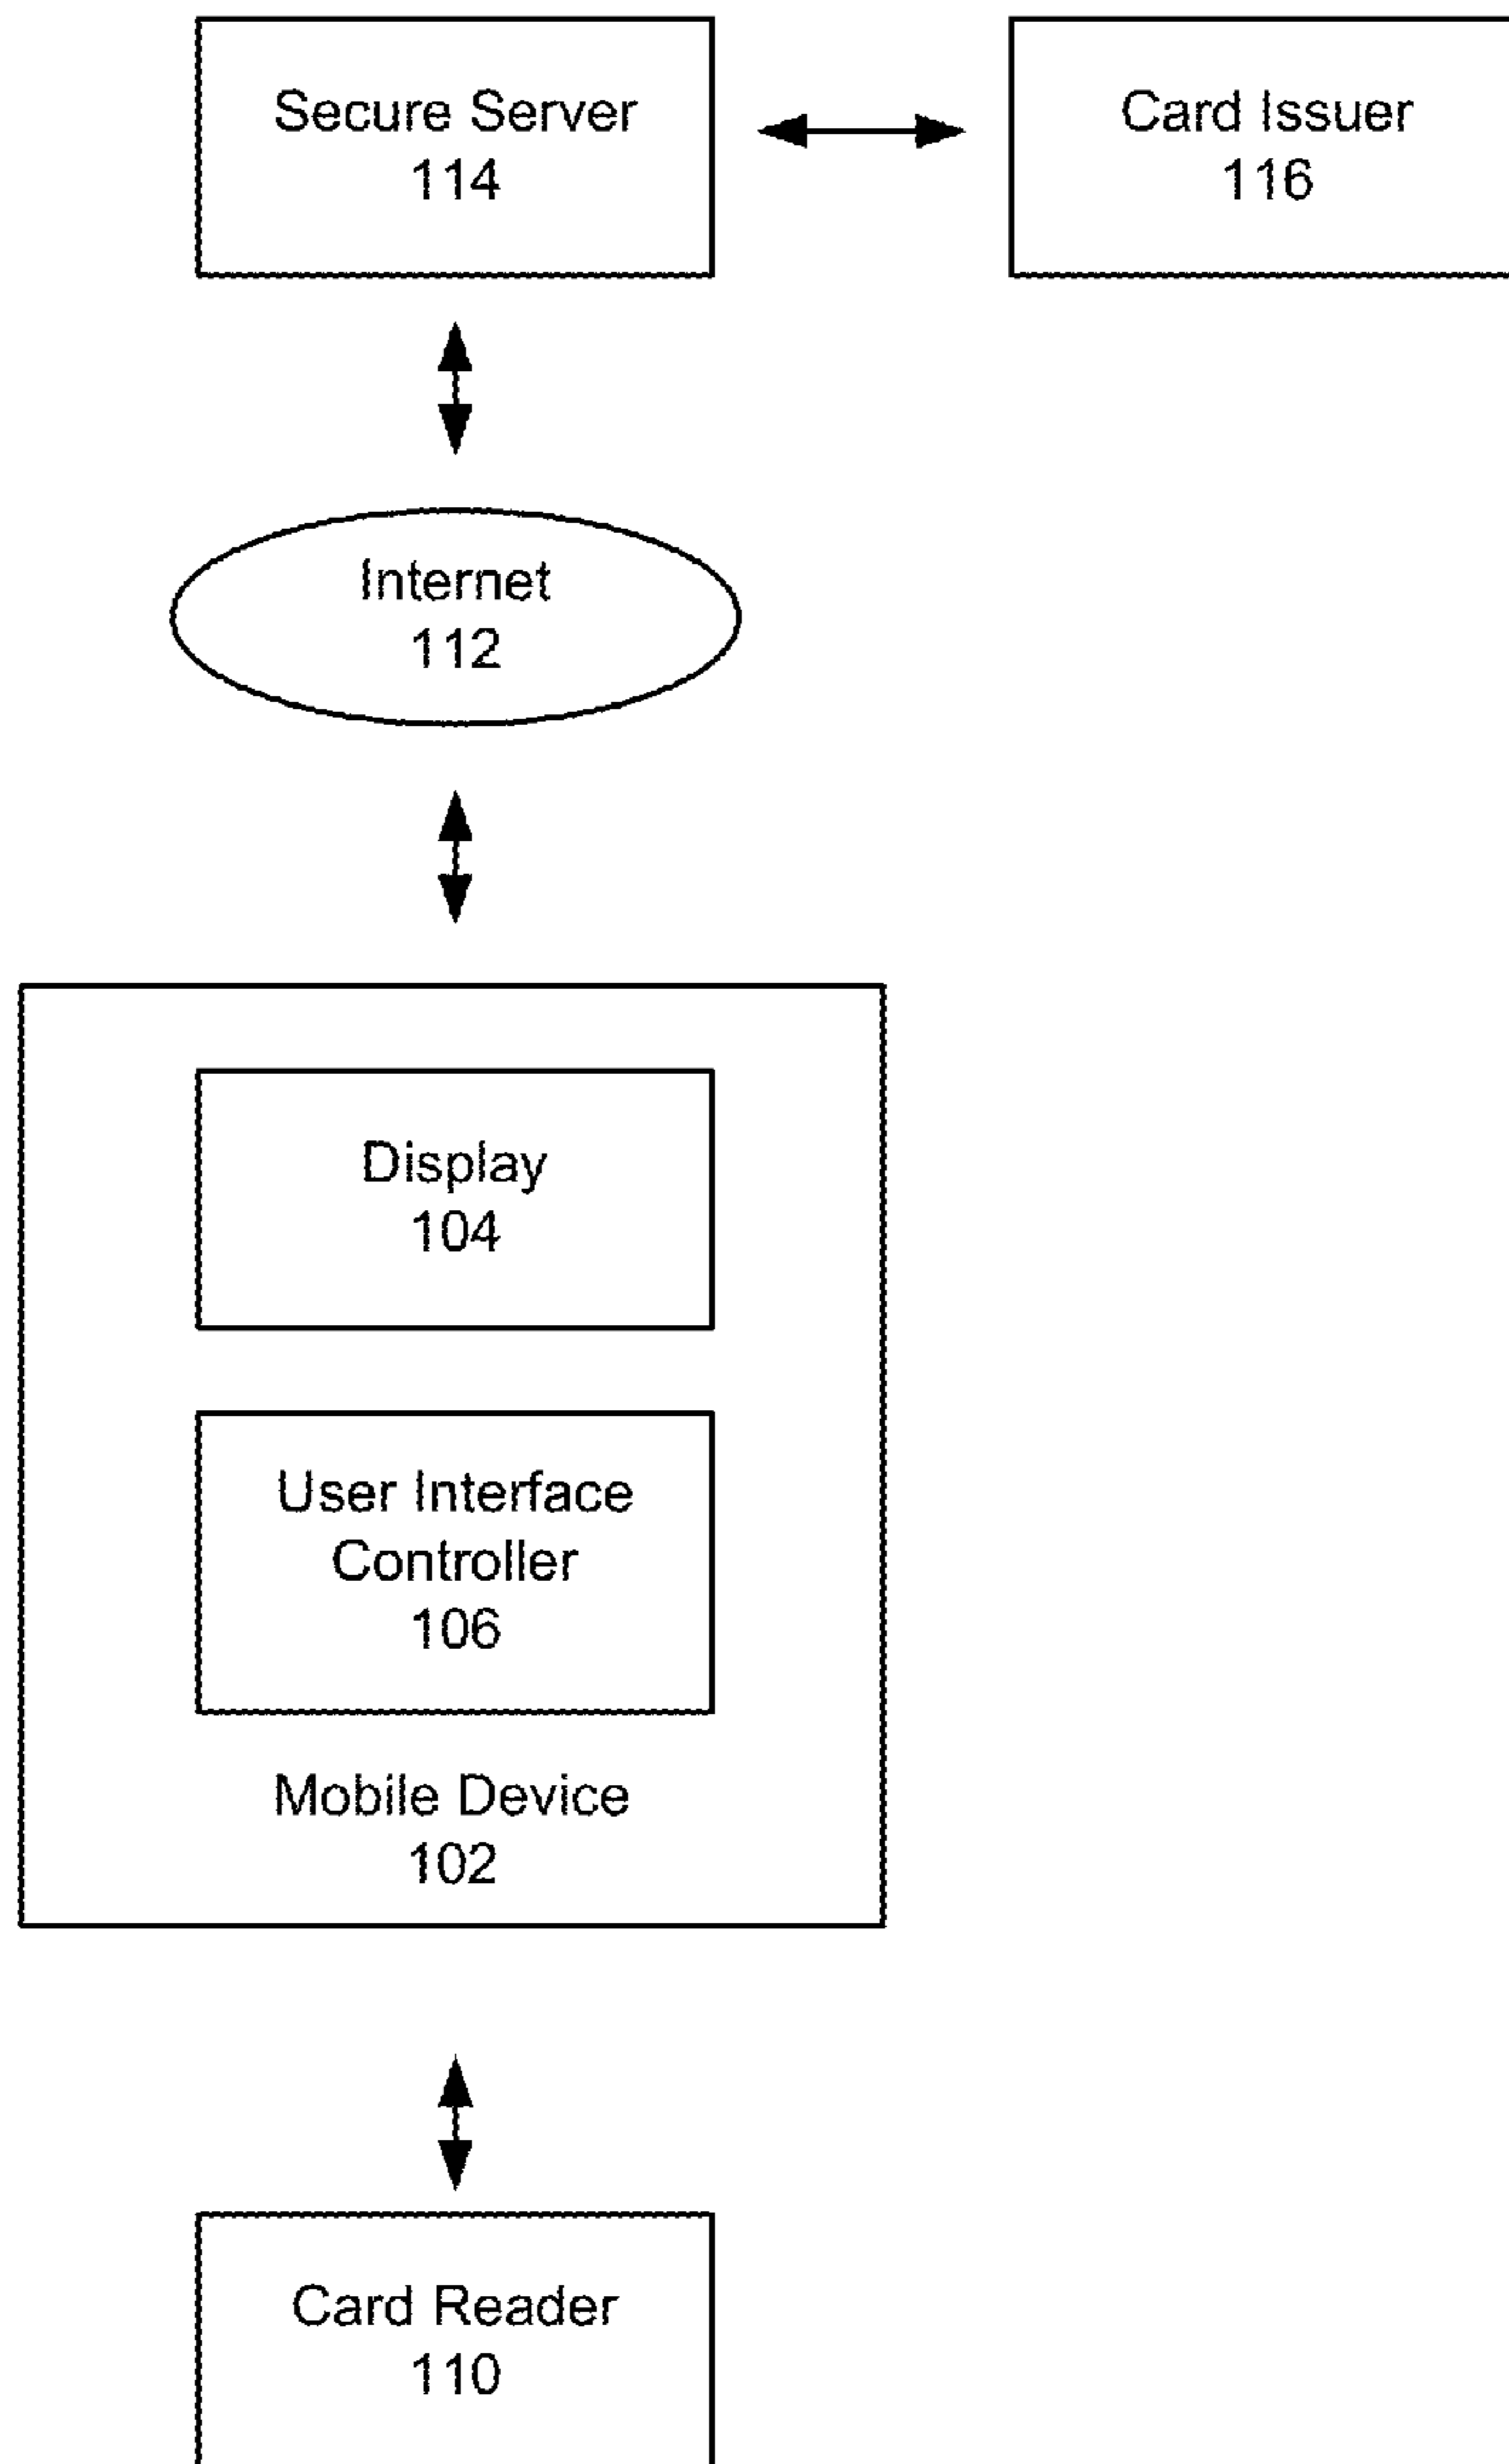 Secure Server
114
Card Issuer
116
Internet
112
Display
104
User Interface
Controller
106
Mobile Device
102
Card Reader
110